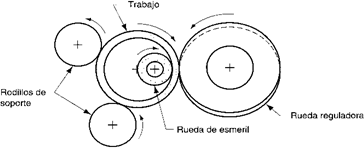 Trabajo
Rodillos de
soporte
Rueda de esmeril
Rueda reguladora